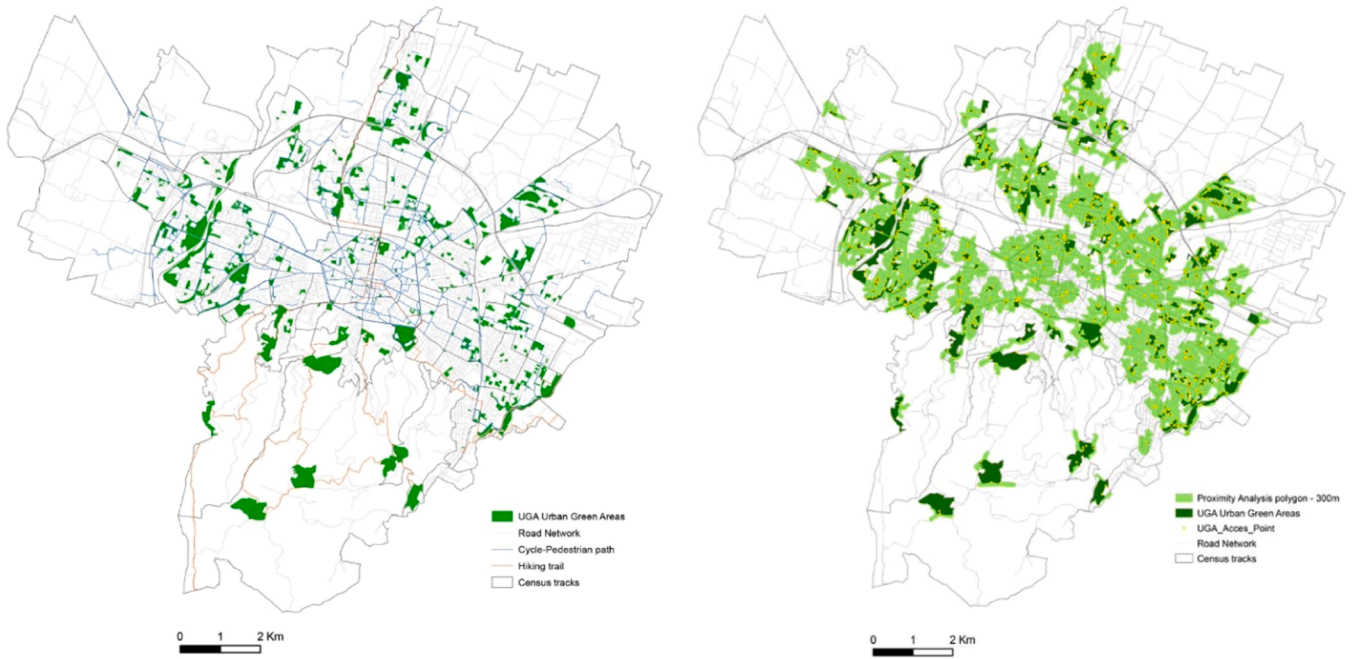 UGA Urban Green Areas
Road Network
Cycle-Pedestrian path
Hiking trail
Census tracks
0 1 2 Km
Proximity Analysis polygon - 300m
UGA Urban Green Areas
UGA_Acces_Point
Road Network
Census tracks
0 1 2 Km